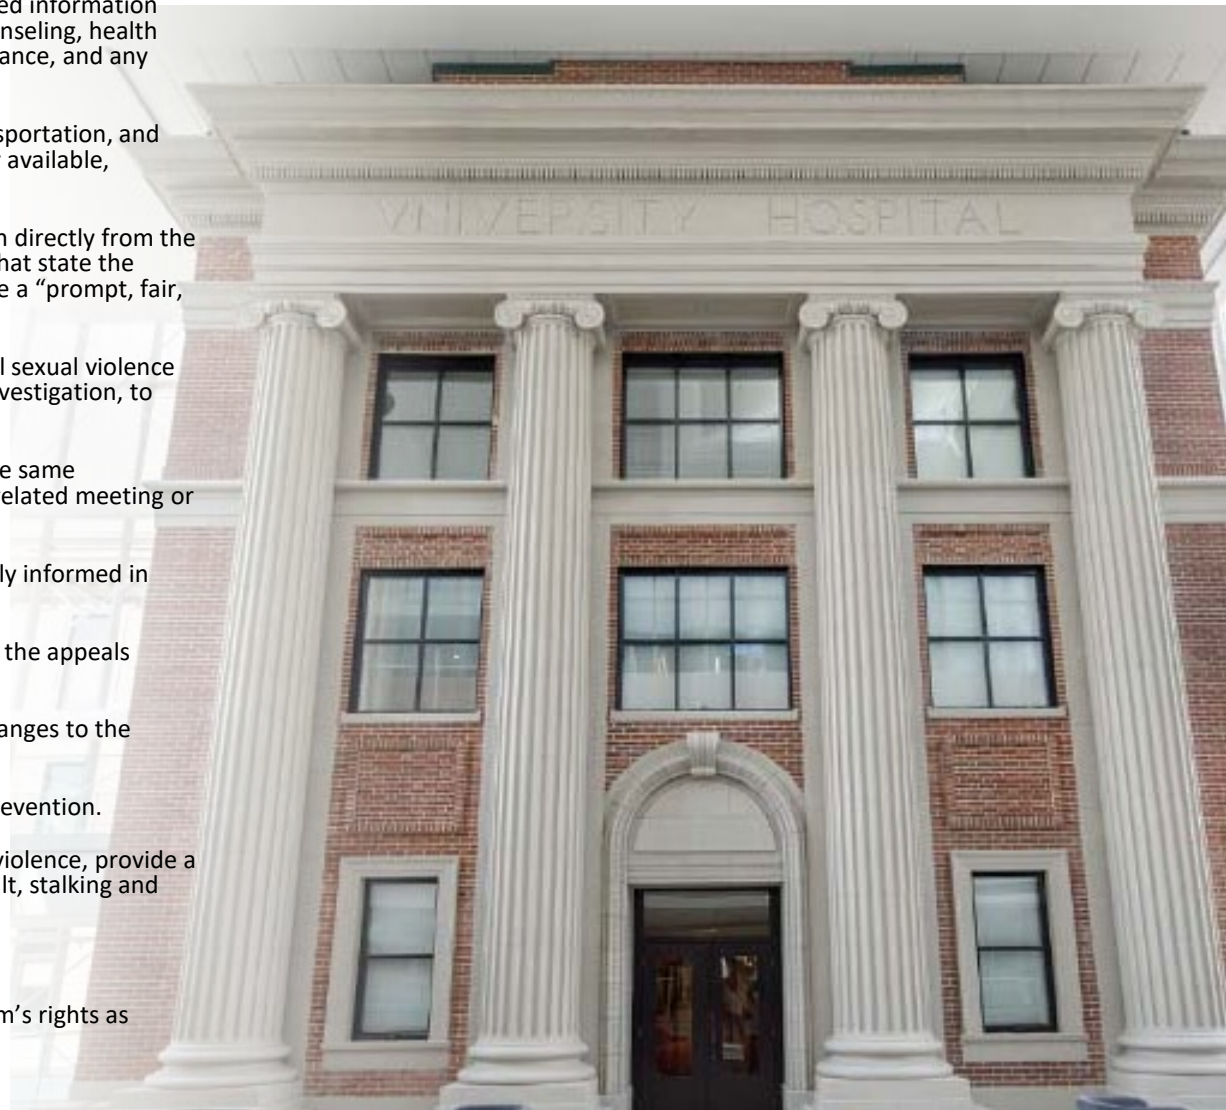 ed information
nseling, health
ance, and any
sportation, and
available,
n directly from the
hat state the
e a “prompt, fair,
l sexual violence
vestigation, to
e same
related meeting or
ly informed in
the appeals
anges to the
evention.
violence, provide a
lt, stalking and
m’s rights as
VNIVERSITY HOSPITAL